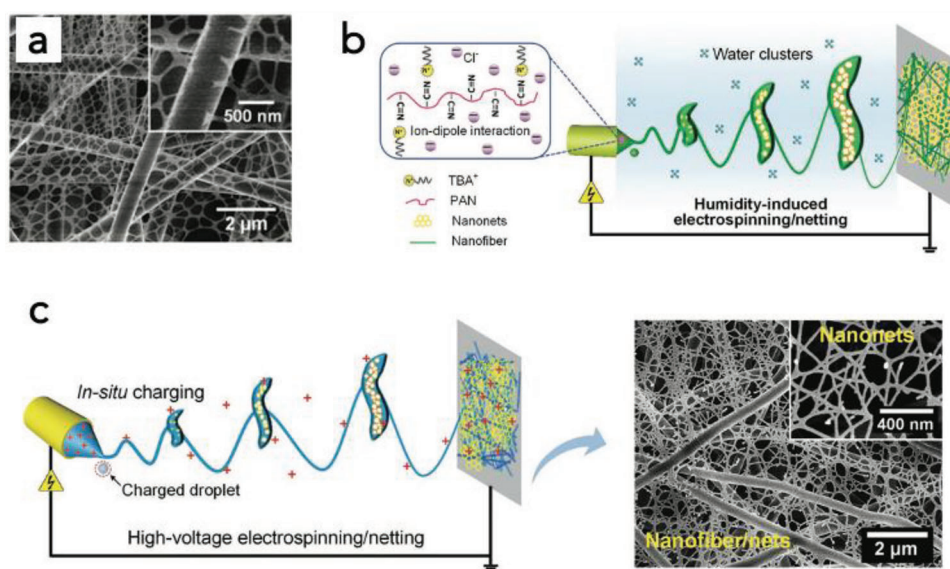 a
500 nm
2 μm
b
Cl⁻
N⁺
N⁺
C≡N
C≡N
C≡N
C≡N
C≡N
C≡N
Ion-dipole interaction
N⁺
N⁺ TBA⁺
PAN
Nanonets
Nanofiber
Water clusters
Humidity-induced
electrospinning/netting
c
In-situ charging
Charged droplet
High-voltage electrospinning/netting
Nanonets
400 nm
Nanofiber/nets
2 μm